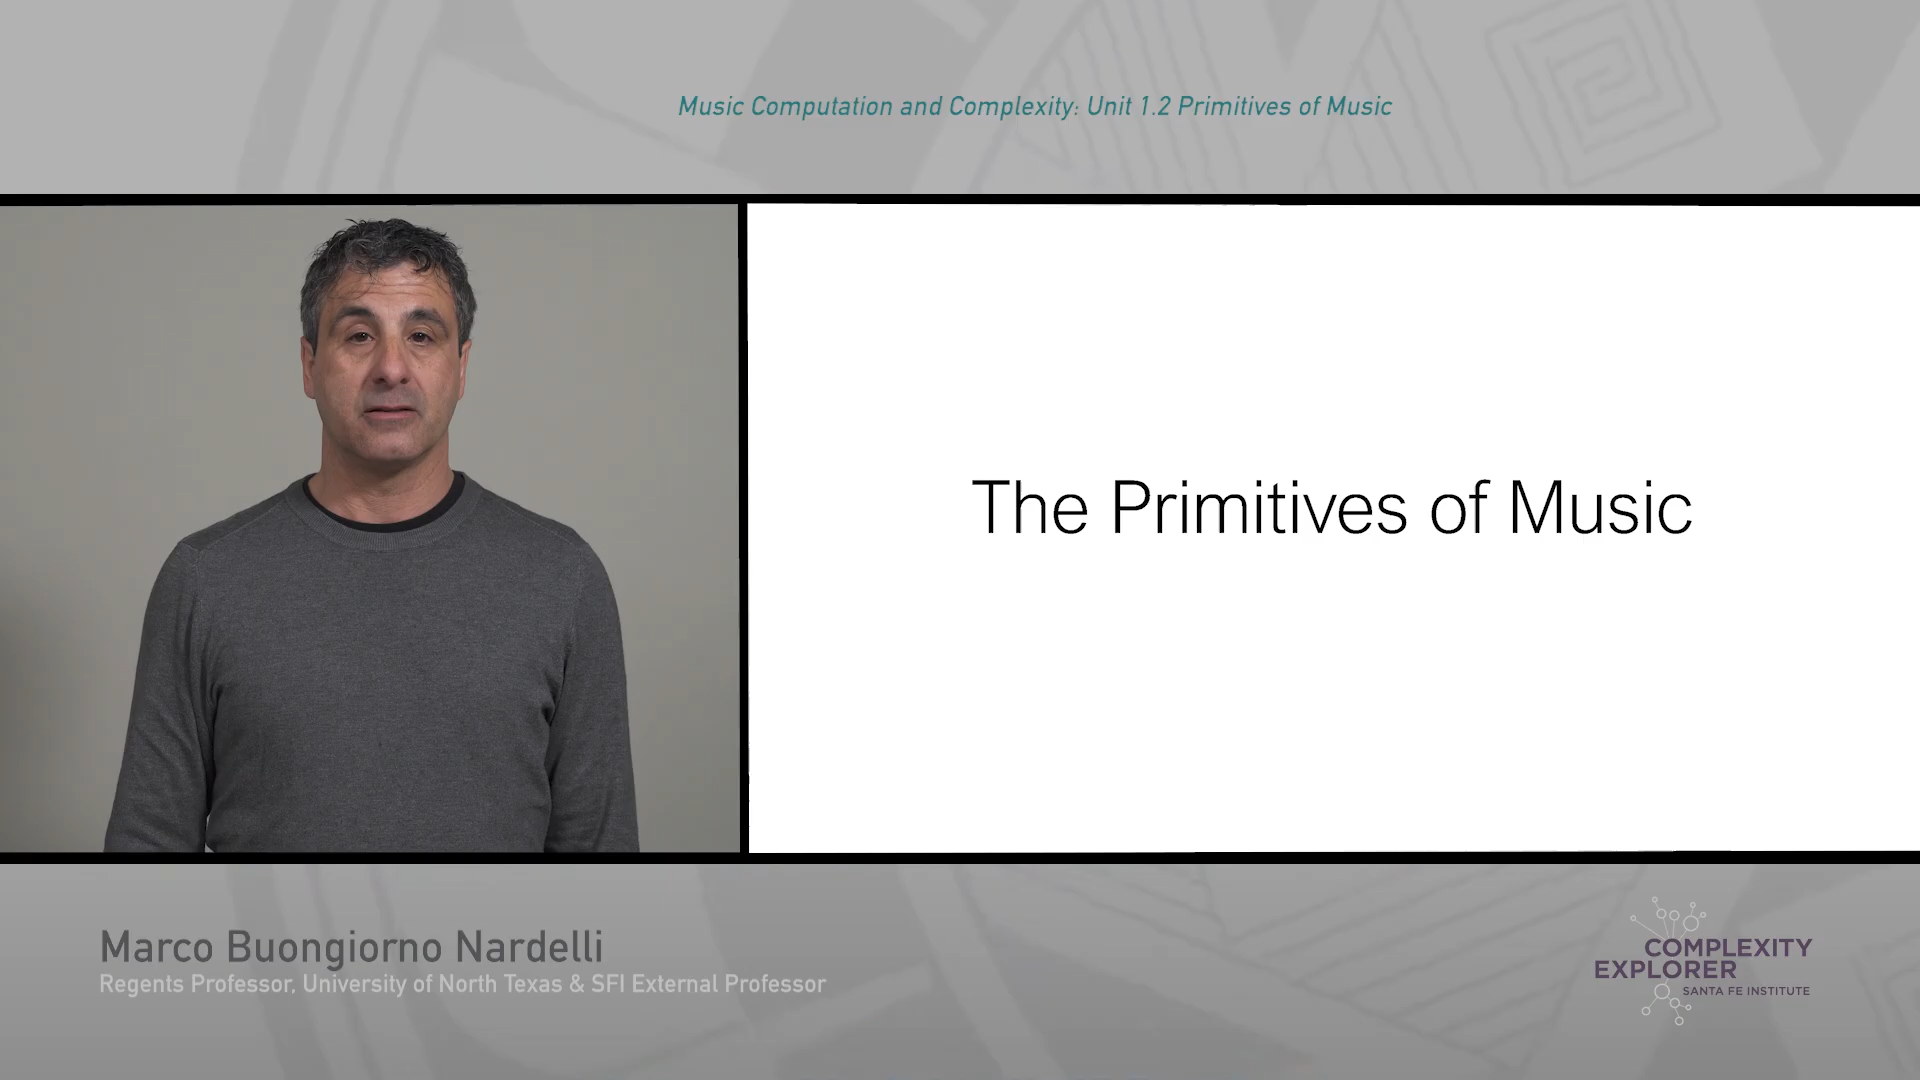 Music Computation and Complexity: Unit 1.2 Primitives of Music
The Primitives of Music
Marco Buongiorno Nardelli
Regents Professor, University of North Texas & SFI External Professor
COMPLEXITY
EXPLORER
SANTA FE INSTITUTE